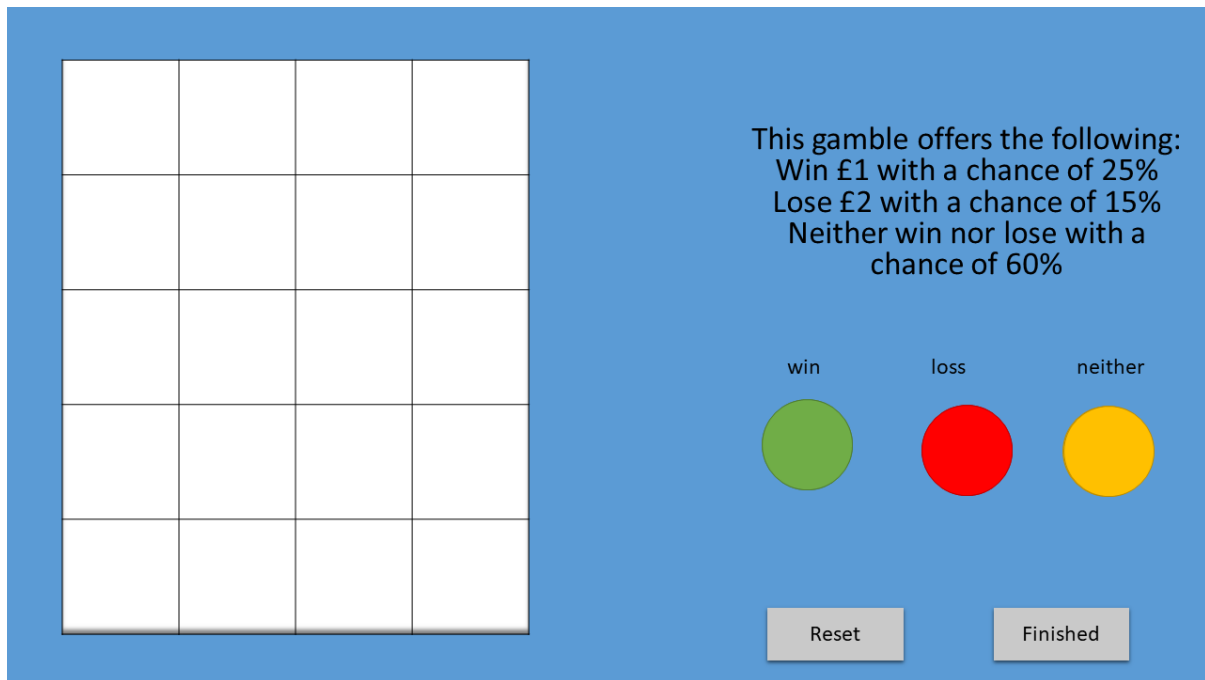 This gamble offers the following:
Win £1 with a chance of 25%
Lose £2 with a chance of 15%
Neither win nor lose with a
chance of 60%
win loss neither
Reset Finished